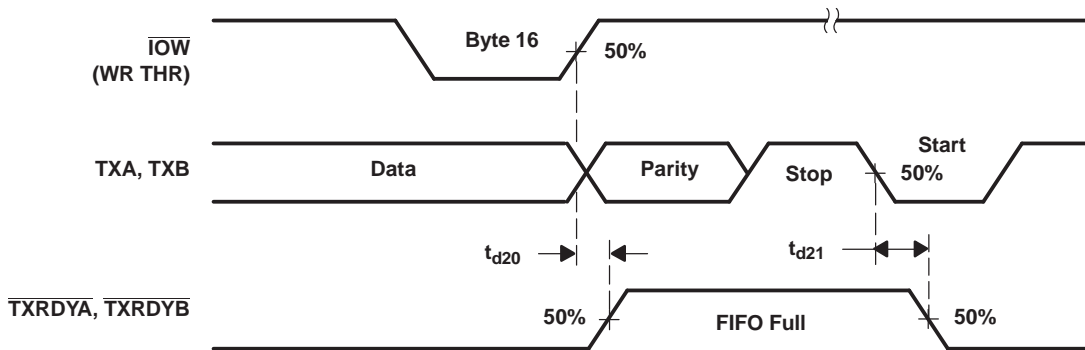 IOW
(WR THR)
Byte 16
50%
TXA, TXB
Data
Parity
Stop
Start
50%
td20
td21
TXRDYA, TXRDYB
50%
FIFO Full
50%